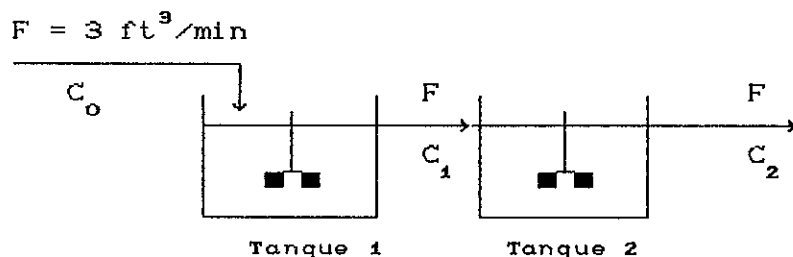 F = 3 ft³/min
C₀
F
F
C₁
C₂
Tanque 1
Tanque 2